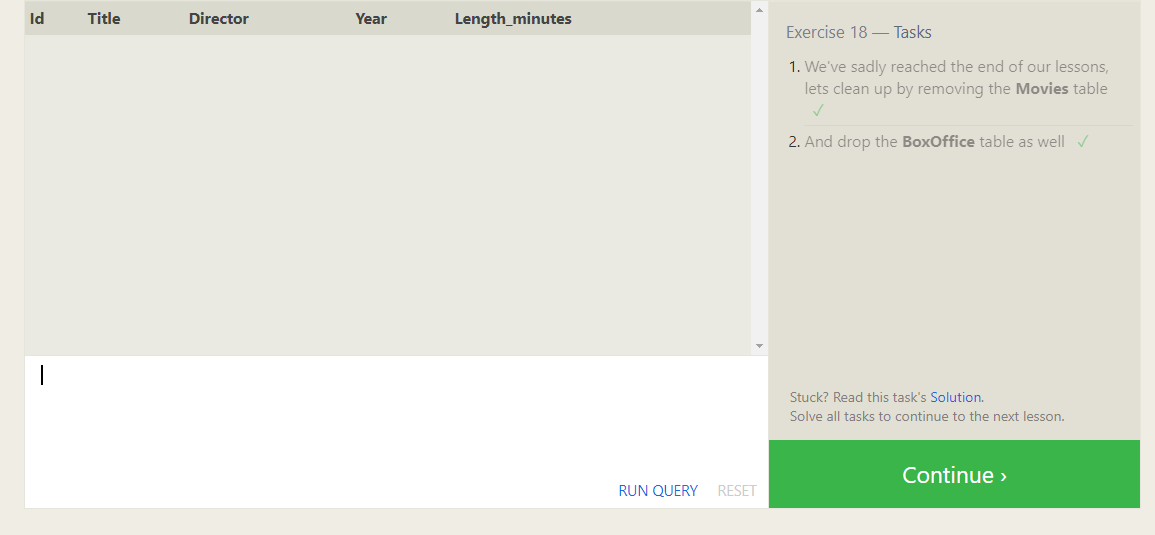 Id Title Director Year Length_minutes
Exercise 18 — Tasks
1. We've sadly reached the end of our lessons,
lets clean up by removing the Movies table
✓
2. And drop the BoxOffice table as well ✓
Stuck? Read this task's Solution.
Solve all tasks to continue to the next lesson.
RUN QUERY RESET
Continue ›